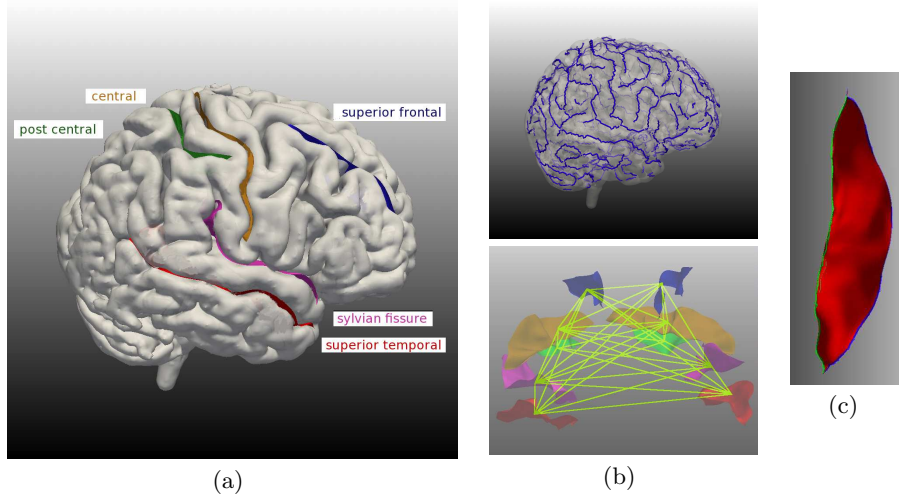 central
superior frontal
post central
sylvian fissure
superior temporal
(a)
(b)
(c)